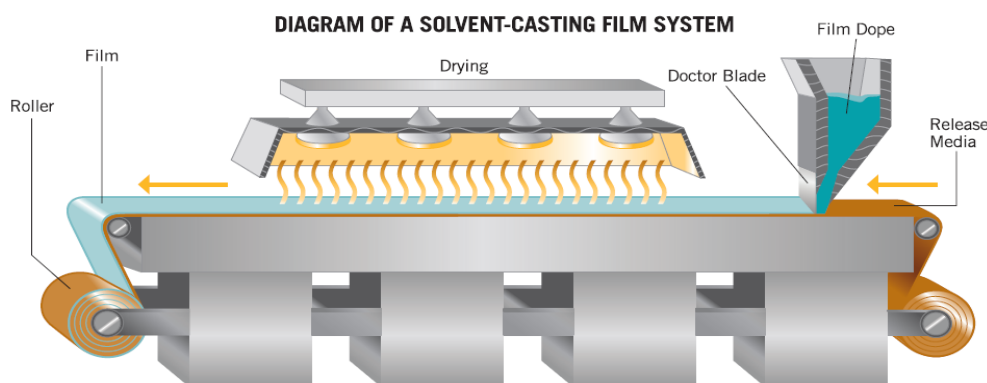 DIAGRAM OF A SOLVENT-CASTING FILM SYSTEM
Film
Roller
Drying
Doctor Blade
Film Dope
Release
Media